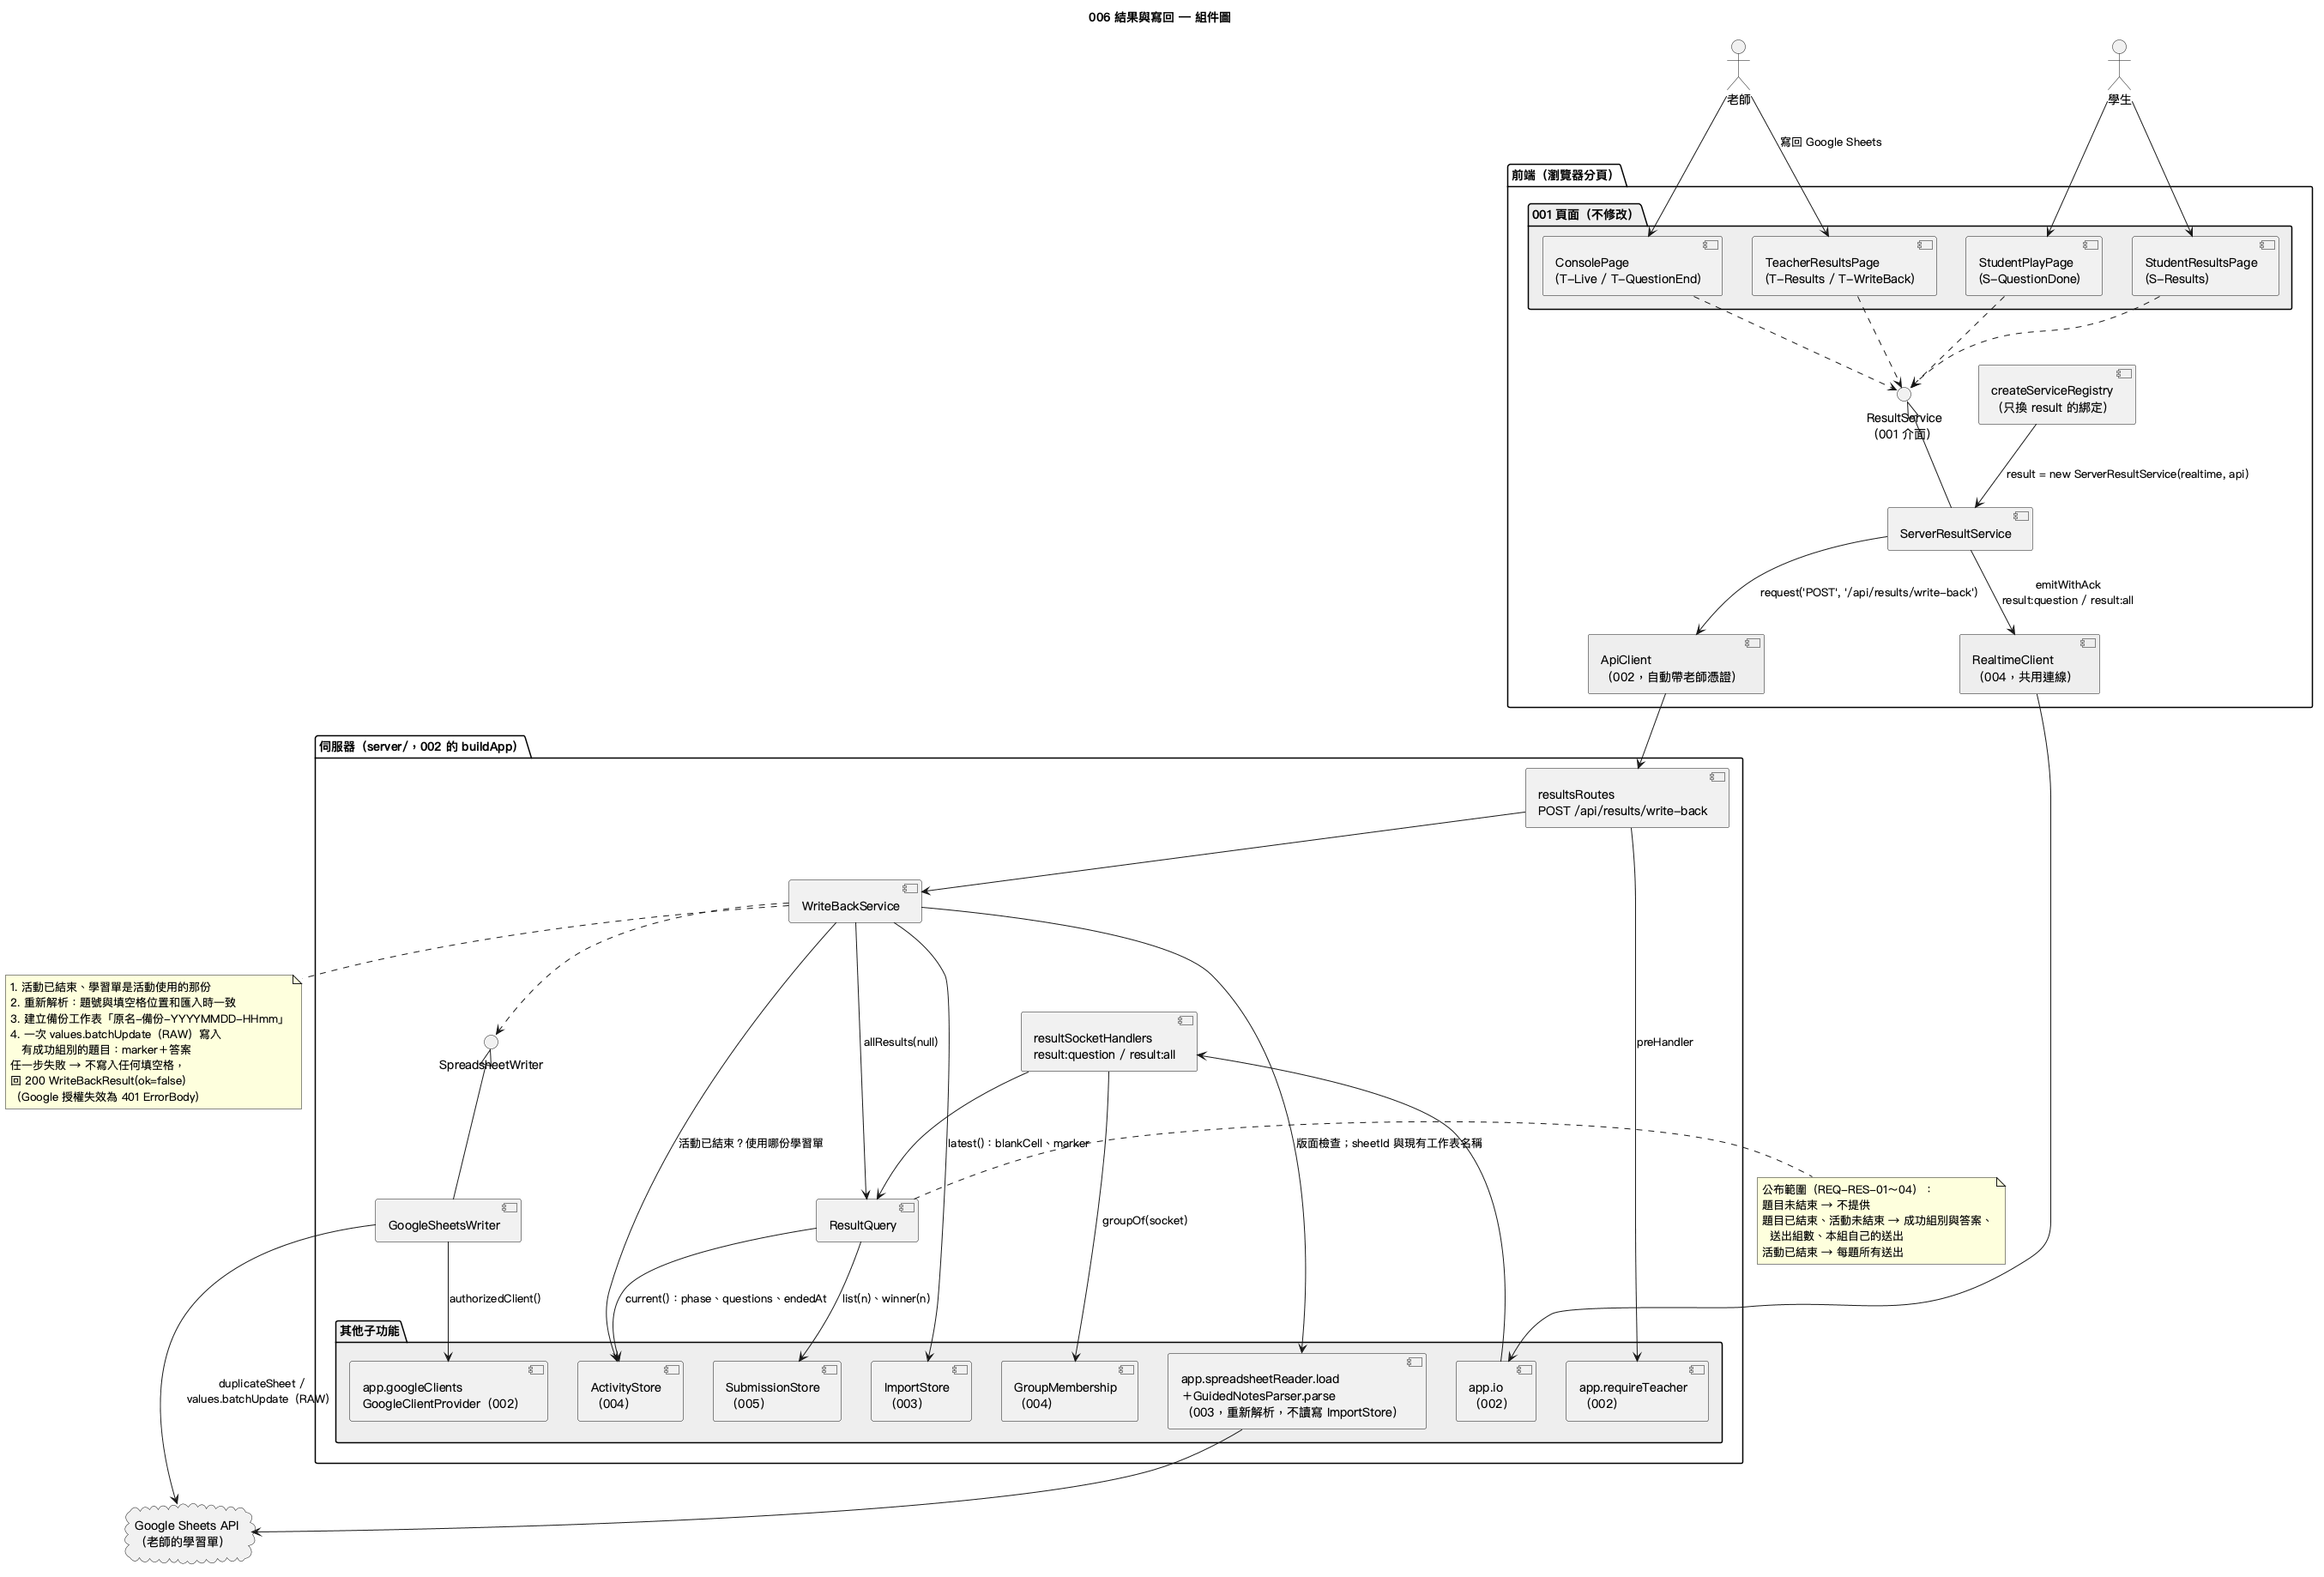 006 結果與寫回 — 組件圖
老師
學生
寫回 Google Sheets
前端（瀏覽器分頁）
001 頁面（不修改）
ConsolePage
(T-Live / T-QuestionEnd)
TeacherResultsPage
(T-Results / T-WriteBack)
StudentPlayPage
(S-QuestionDone)
StudentResultsPage
(S-Results)
createServiceRegistry
（只換 result 的綁定）
ResultService
（001 介面）
result = new ServerResultService(realtime, api)
ServerResultService
request('POST', '/api/results/write-back')
emitWithAck
result:question / result:all
ApiClient
（002，自動帶老師憑證）
RealtimeClient
（004，共用連線）
伺服器（server/，002 的 buildApp）
resultsRoutes
POST /api/results/write-back
WriteBackService
1. 活動已結束、學習單是活動使用的那份
2. 重新解析：題號與填空格位置和匯入時一致
3. 建立備份工作表「原名-備份-YYYYMMDD-HHmm」
4. 一次 values.batchUpdate（RAW）寫入
有成功組別的題目：marker＋答案
任一步失敗 → 不寫入任何填空格，
回 200 WriteBackResult(ok=false)
（Google 授權失效為 401 ErrorBody）
SpreadsheetWriter
allResults(null)
resultSocketHandlers
result:question / result:all
preHandler
活動已結束？使用哪份學習單
latest()：blankCell、marker
版面檢查；sheetId 與現有工作表名稱
GoogleSheetsWriter
ResultQuery
groupOf(socket)
公布範圍（REQ-RES-01～04）：
題目未結束 → 不提供
題目已結束、活動未結束 → 成功組別與答案、
送出組數、本組自己的送出
活動已結束 → 每題所有送出
authorizedClient()
current()：phase、questions、endedAt
list(n)、winner(n)
其他子功能
app.googleClients
GoogleClientProvider（002）
ActivityStore
（004）
SubmissionStore
（005）
ImportStore
（003）
GroupMembership
（004）
app.spreadsheetReader.load
＋GuidedNotesParser.parse
（003，重新解析，不讀寫 ImportStore）
app.io
（002）
app.requireTeacher
（002）
duplicateSheet /
values.batchUpdate（RAW）
Google Sheets API
（老師的學習單）